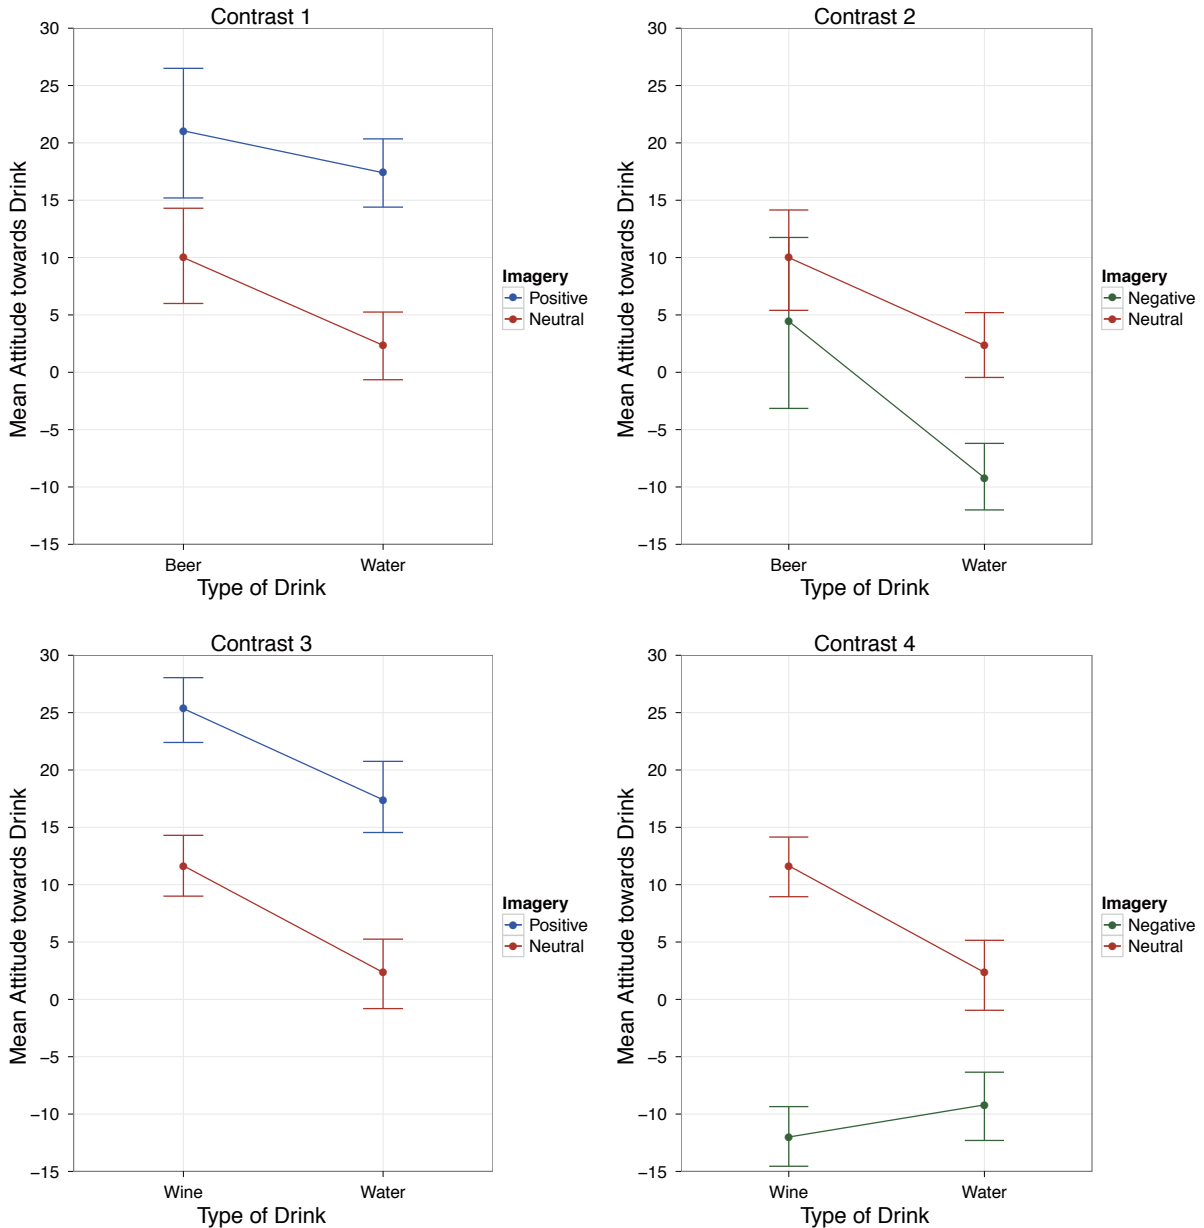 Contrast 1
30
25
20
15
10
5
0
−5
−10
−15
Mean Attitude towards Drink
Beer Water
Type of Drink
Imagery
Positive
Neutral
Contrast 2
30
25
20
15
10
5
0
−5
−10
−15
Mean Attitude towards Drink
Beer Water
Type of Drink
Imagery
Negative
Neutral
Contrast 3
30
25
20
15
10
5
0
−5
−10
−15
Mean Attitude towards Drink
Wine Water
Type of Drink
Imagery
Positive
Neutral
Contrast 4
30
25
20
15
10
5
0
−5
−10
−15
Mean Attitude towards Drink
Wine Water
Type of Drink
Imagery
Negative
Neutral